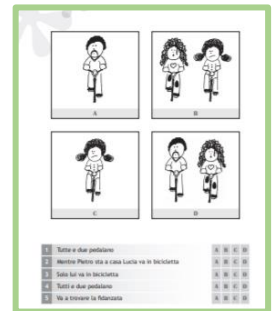 A
B
C
D
1 Tutte e due pedalano A B C D
2 Mentre Pietro sta a casa Lucia va in bicicletta A B C D
3 Solo lui va in bicicletta A B C D
4 Tutti e due pedalano A B C D
5 Va a trovare la fidanzata A B C D